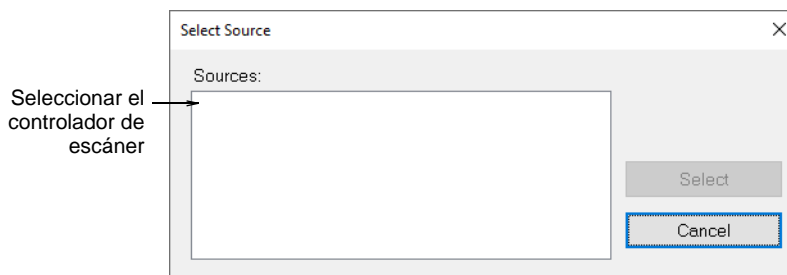 Select Source
Sources:
Seleccionar el
controlador de
escáner
Select
Cancel